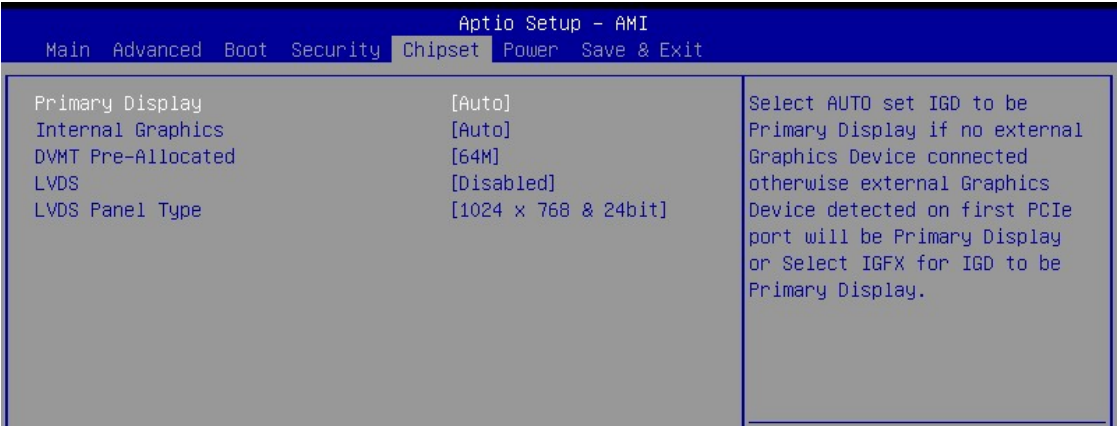 Aptio Setup – AMI
Main Advanced Boot Security Chipset Power Save & Exit
Primary Display [Auto]
Internal Graphics [Auto]
DVMT Pre-Allocated [64M]
LVDS [Disabled]
LVDS Panel Type [1024 x 768 & 24bit]
Select AUTO set IGD to be
Primary Display if no external
Graphics Device connected
otherwise external Graphics
Device detected on first PCIe
port will be Primary Display
or Select IGFX for IGD to be
Primary Display.